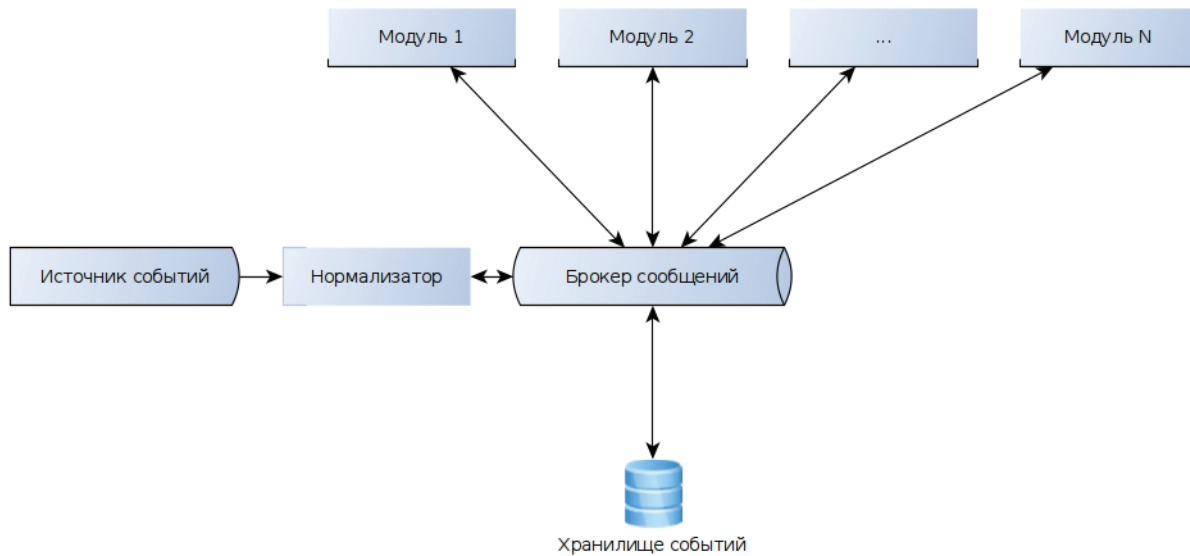 Модуль 1
Модуль 2
...
Модуль N
Источник событий
Нормализатор
Брокер сообщений
Хранилище событий